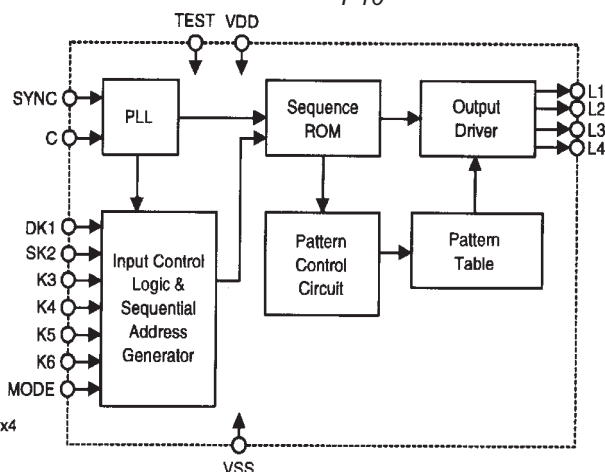 TEST VDD
SYNC
C
PLL
Sequence
ROM
Output
Driver
L1
L2
L3
L4
DK1
SK2
K3
K4
K5
K6
MODE
Input Control
Logic &
Sequential
Address
Generator
Pattern
Control
Circuit
Pattern
Table
x4
VSS